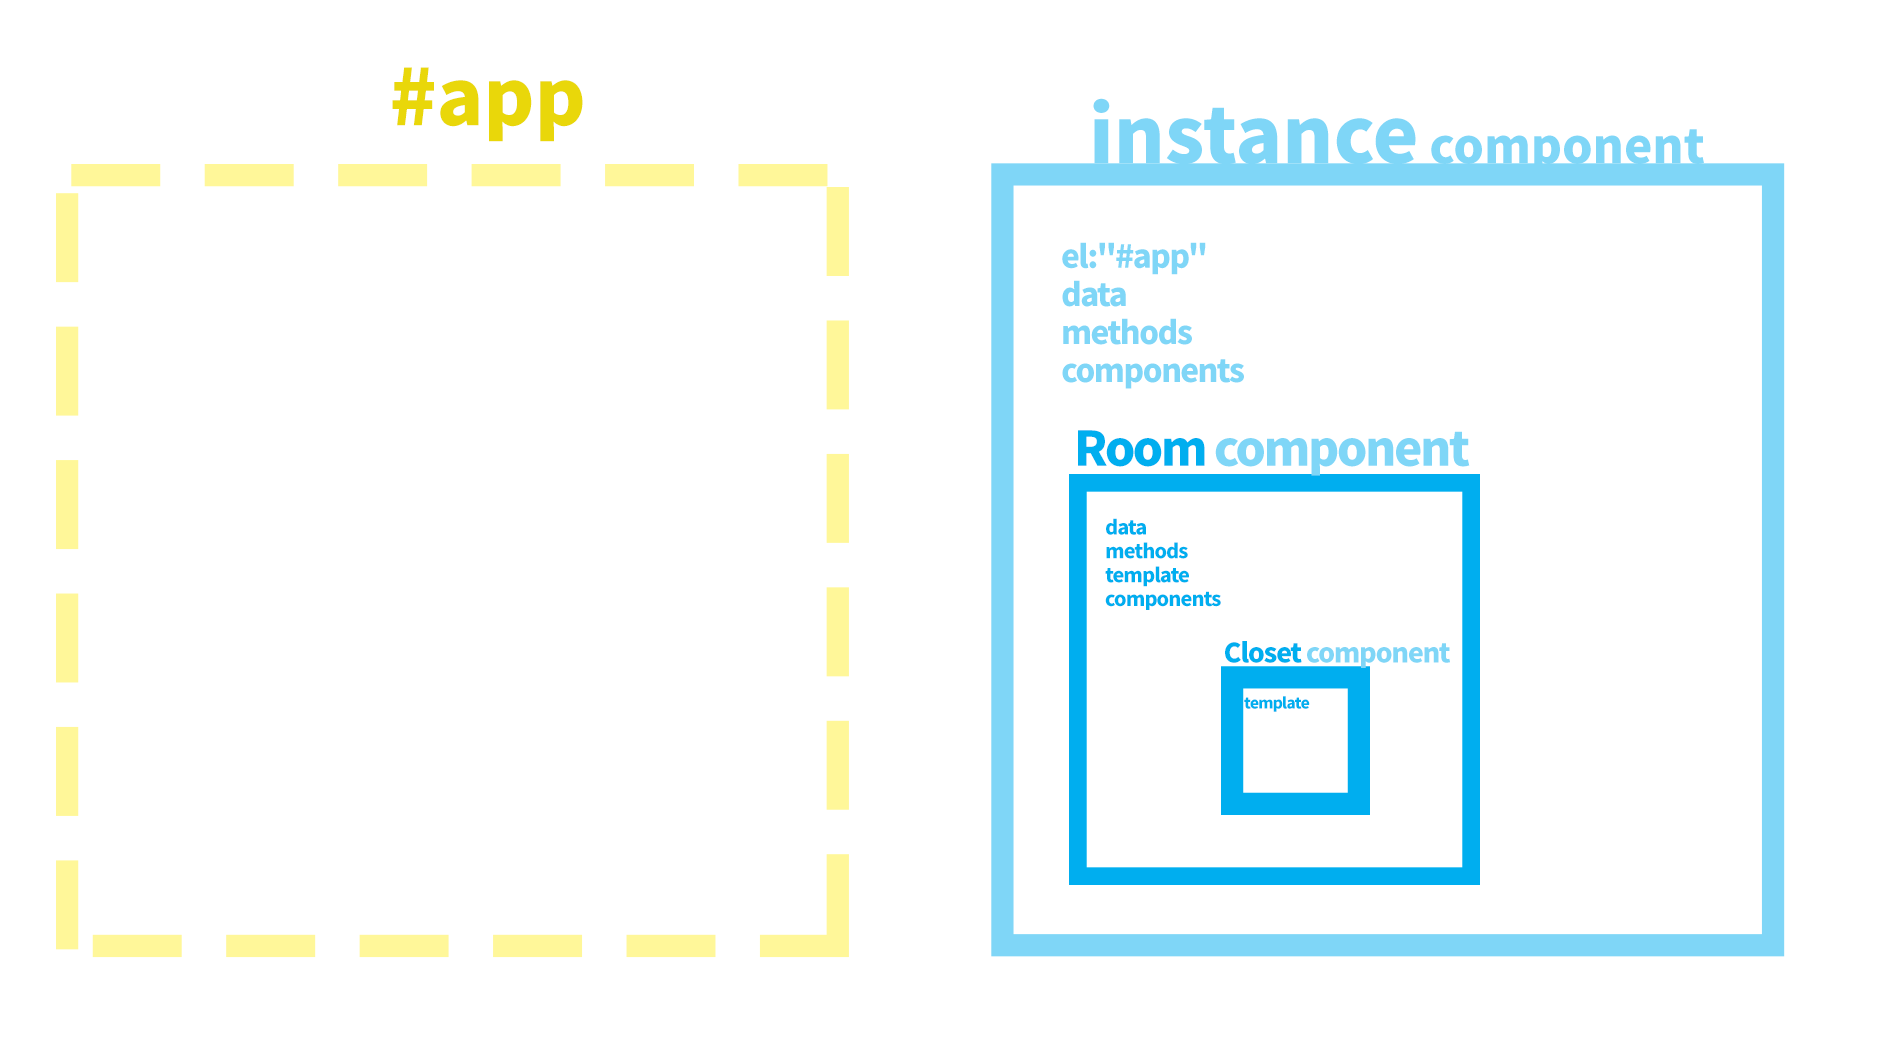 #app
instance component
el:"#app"
data
methods
components
Room component
data
methods
template
components
Closet component
template